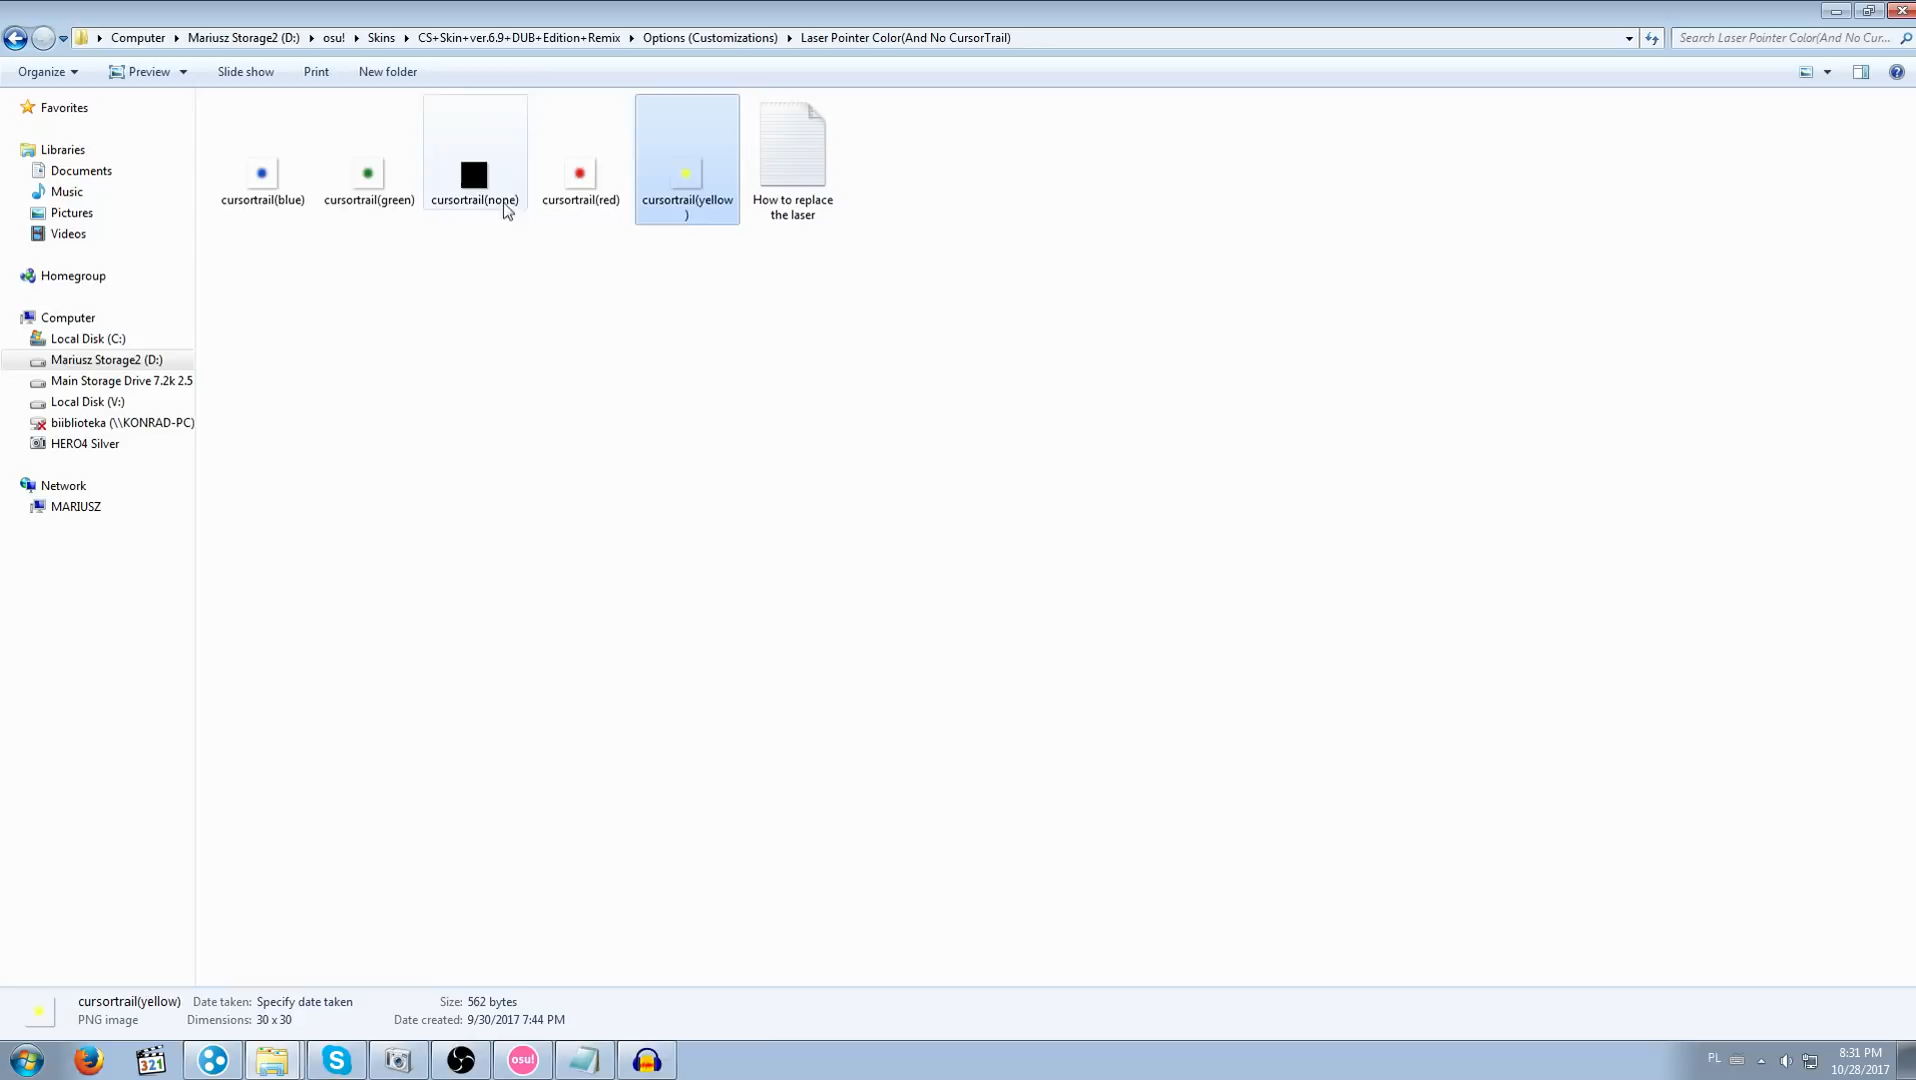 Computer
Mariusz Storage2 (D:)
osu!
Skins
CS+Skin+ver.6.9+DUB+Edition+Remix
Options (Customizations)
Laser Pointer Color(And No CursorTrail)
Search Laser Pointer Color(And No Cur...
Organize
Preview
Slide show
Print
New folder
Favorites
Libraries
Documents
Music
Pictures
Videos
Homegroup
Computer
Local Disk (C:)
Mariusz Storage2 (D:)
Main Storage Drive 7.2k 2.5
Local Disk (V:)
biiblioteka (\\KONRAD-PC)
HERO4 Silver
Network
MARIUSZ
cursortrail(blue)
cursortrail(green)
cursortrail(none)
cursortrail(red)
cursortrail(yellow
)
How to replace
the laser
cursortrail(yellow)
Date taken: Specify date taken
Size: 562 bytes
PNG image
Dimensions: 30 x 30
Date created: 9/30/2017 7:44 PM
321
osu!
PL
8:31 PM
10/28/2017